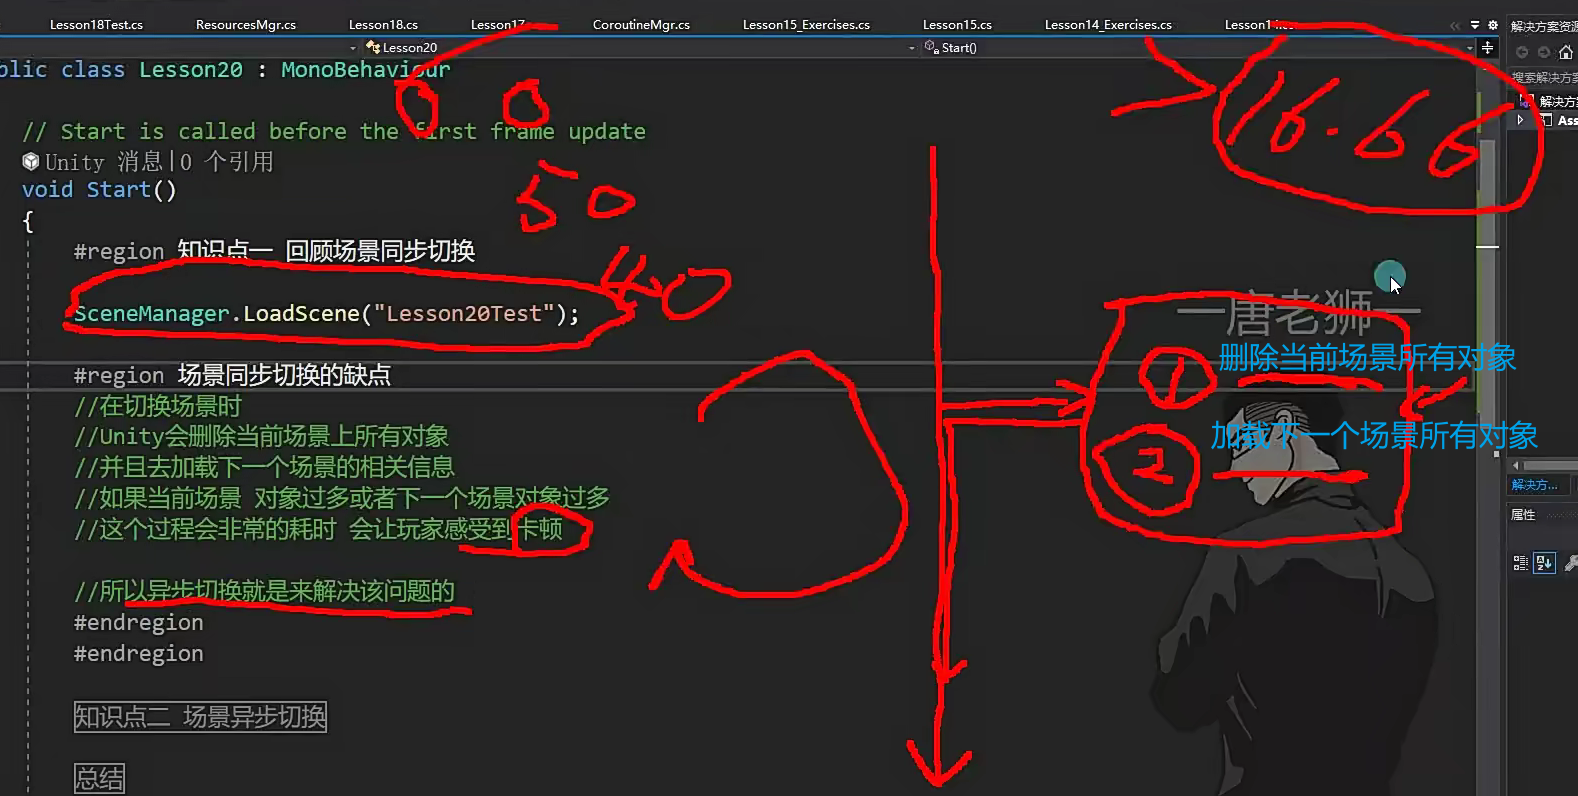 Lesson18Test.cs ResourcesMgr.cs Lesson18.cs Lesson17 CoroutineMgr.cs Lesson15_Exercises.cs Lesson15.cs Lesson14_Exercises.cs
解决方案资源
Lesson20 Start()
搜索解决方案
blic class Lesson20 : MonoBehaviour
0 0
16.66
解决方
Ass
// Start is called before the first frame update
Unity 消息|0 个引用
void Start()
50
{
#region 知识点一 回顾场景同步切换
40
SceneManager.LoadScene("Lesson20Test");
一唐老狮一
① 删除当前场景所有对象
#region 场景同步切换的缺点
//在切换场景时
② 加载下一个场景所有对象
//Unity会删除当前场景上所有对象
//并且去加载下一个场景的相关信息
解决方...
//如果当前场景 对象过多或者下一个场景对象过多
属性
//这个过程会非常的耗时 会让玩家感受到卡顿
//所以异步切换就是来解决该问题的
#endregion
#endregion
知识点二 场景异步切换
总结